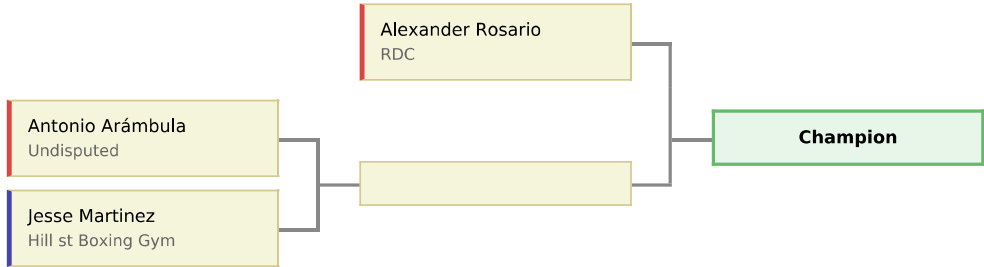 Alexander Rosario
RDC
Antonio Arámbula
Undisputed
Champion
Jesse Martinez
Hill st Boxing Gym